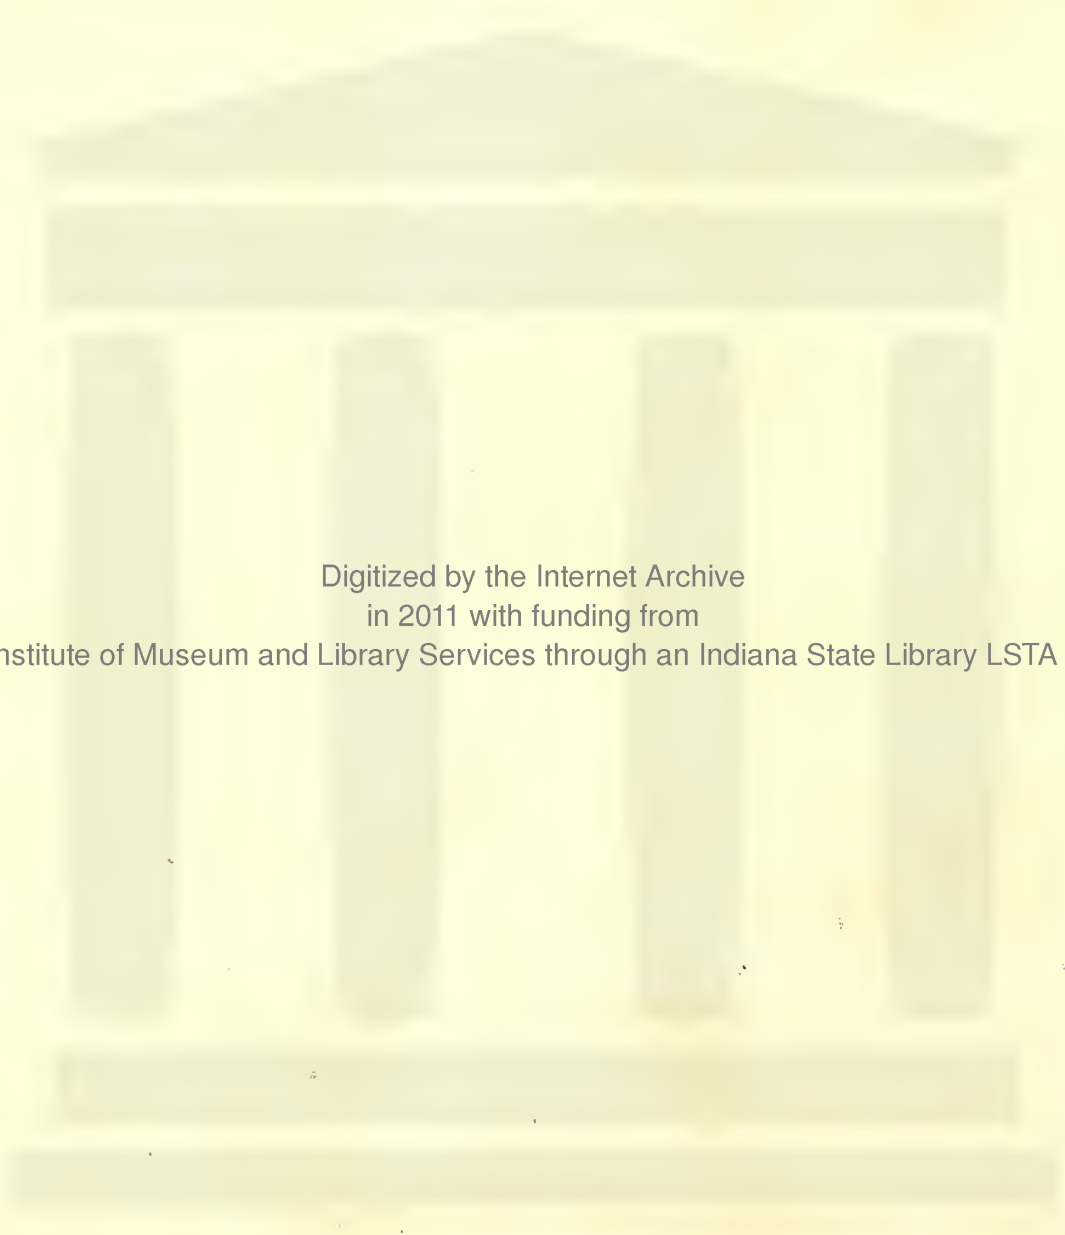 Digitized by the Internet Archive
in 2011 with funding from
nstitute of Museum and Library Services through an Indiana State Library LSTA